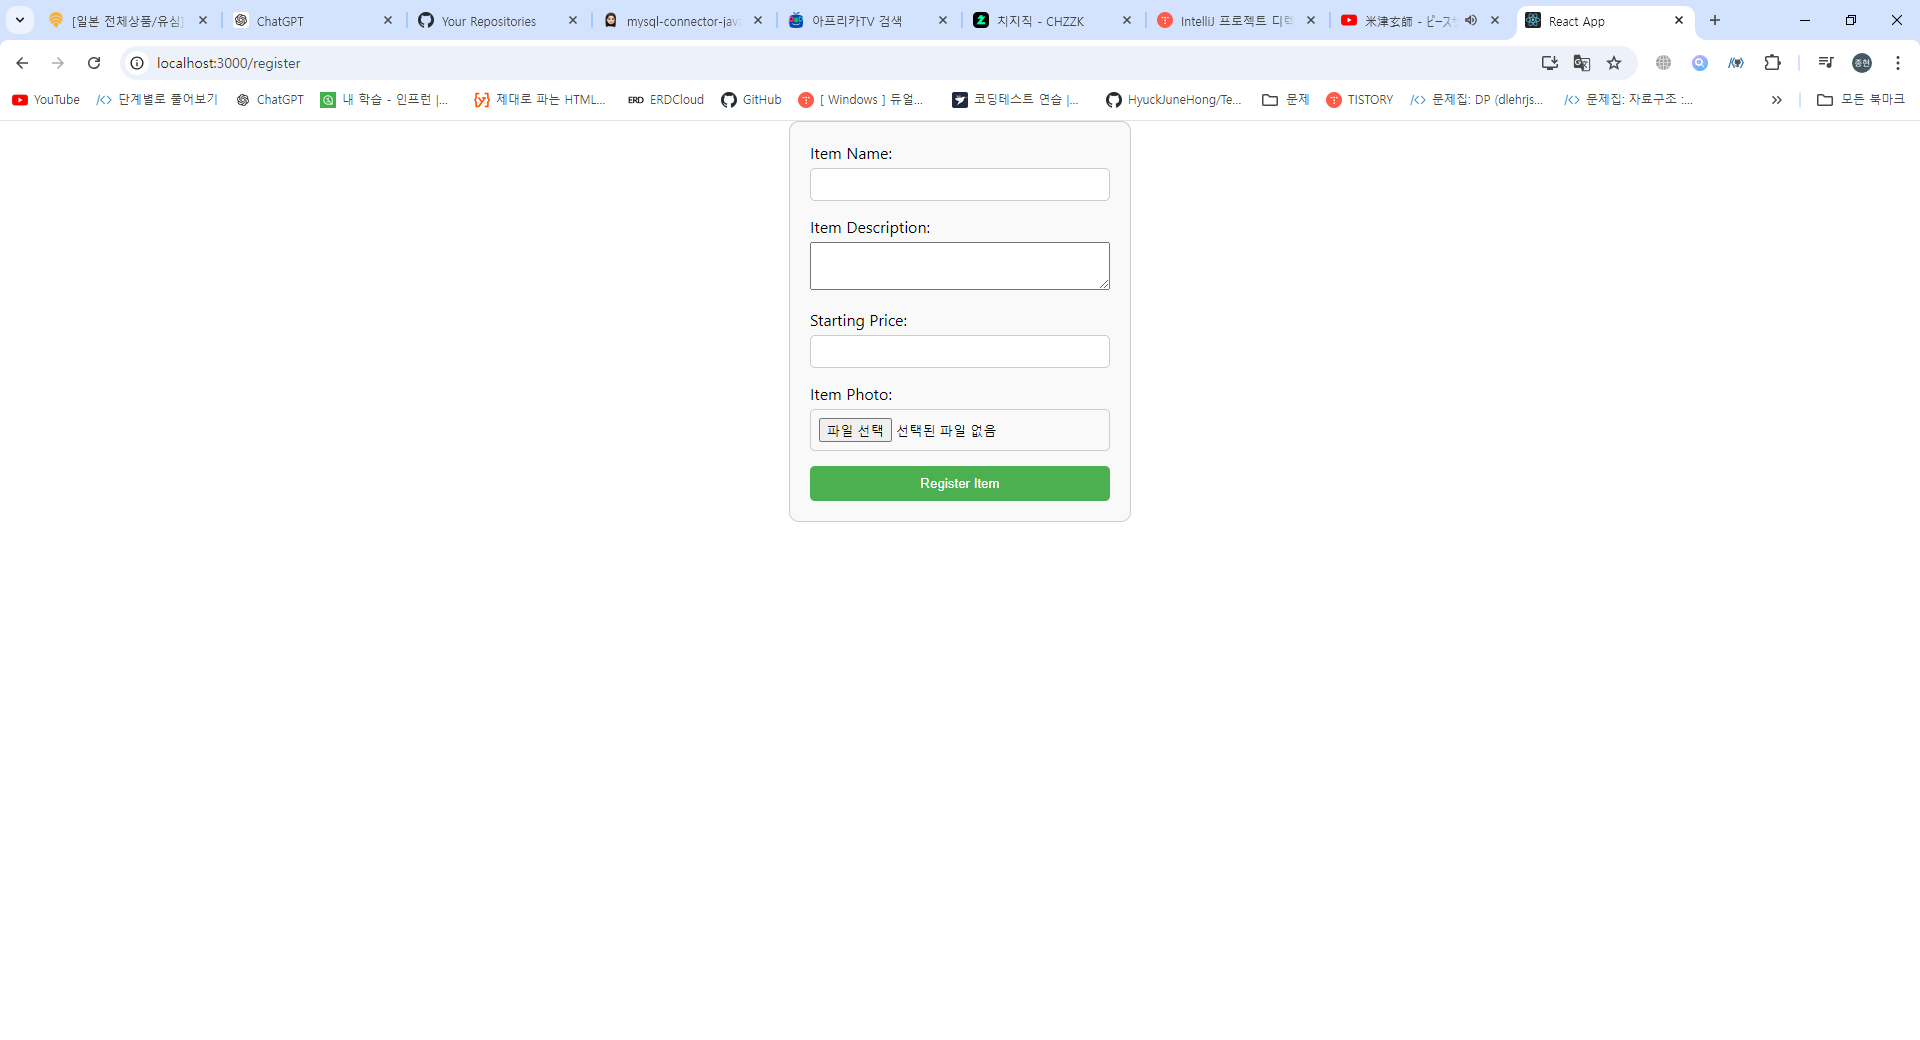 [일본 전체상품/유심]
ChatGPT
Your Repositories
mysql-connector-java
아프리카TV 검색
치지직 - CHZZK
IntelliJ 프로젝트 디렉
米津玄師 - ピースサ
React App
localhost:3000/register
종현
YouTube
단계별로 풀어보기
ChatGPT
내 학습 - 인프런 |...
제대로 파는 HTML...
ERD ERDCloud
GitHub
[ Windows ] 듀얼...
코딩테스트 연습 |...
HyuckJuneHong/Te...
문제
TISTORY
문제집: DP (dlehrjs...
문제집: 자료구조 :...
모든 북마크
Item Name:
Item Description:
Starting Price:
Item Photo:
파일 선택 선택된 파일 없음
Register Item